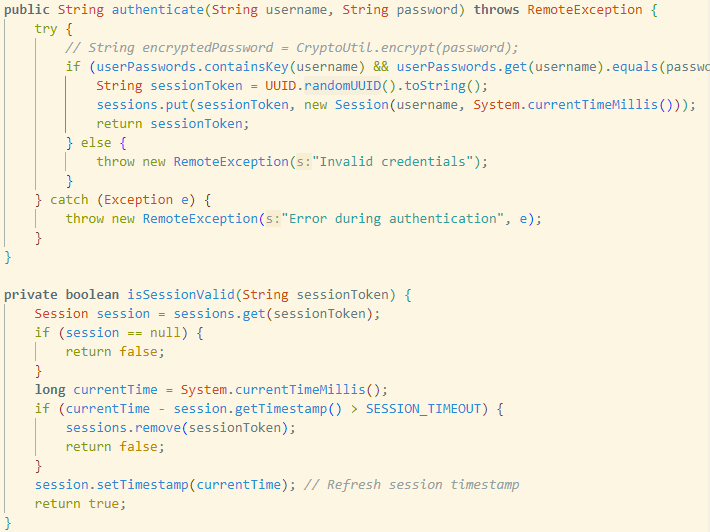 public String authenticate(String username, String password) throws RemoteException {
    try {
        // String encryptedPassword = CryptoUtil.encrypt(password);
        if (userPasswords.containsKey(username) && userPasswords.get(username).equals(passwo
            String sessionToken = UUID.randomUUID().toString();
            sessions.put(sessionToken, new Session(username, System.currentTimeMillis()));
            return sessionToken;
        } else {
            throw new RemoteException(s:"Invalid credentials");
        }
    } catch (Exception e) {
        throw new RemoteException(s:"Error during authentication", e);
    }
}

private boolean isSessionValid(String sessionToken) {
    Session session = sessions.get(sessionToken);
    if (session == null) {
        return false;
    }
    long currentTime = System.currentTimeMillis();
    if (currentTime - session.getTimestamp() > SESSION_TIMEOUT) {
        sessions.remove(sessionToken);
        return false;
    }
    session.setTimestamp(currentTime); // Refresh session timestamp
    return true;
}